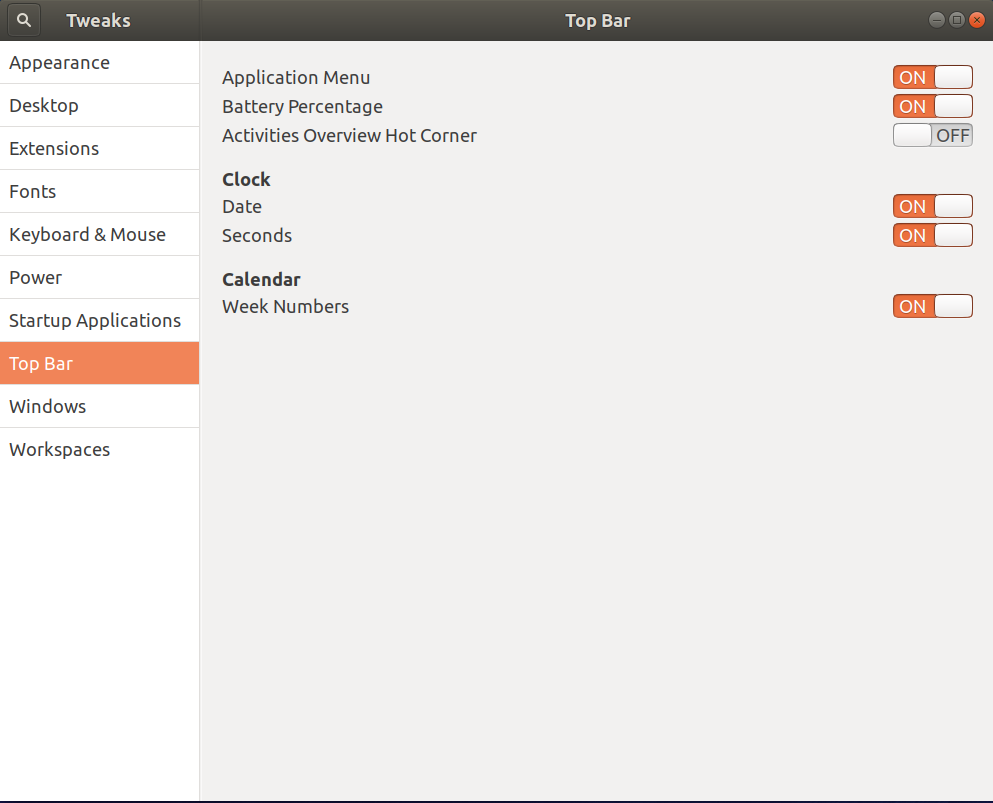 Tweaks
Top Bar
Appearance
Desktop
Extensions
Fonts
Keyboard & Mouse
Power
Startup Applications
Top Bar
Windows
Workspaces
Application Menu ON
Battery Percentage ON
Activities Overview Hot Corner OFF
Clock
Date ON
Seconds ON
Calendar
Week Numbers ON